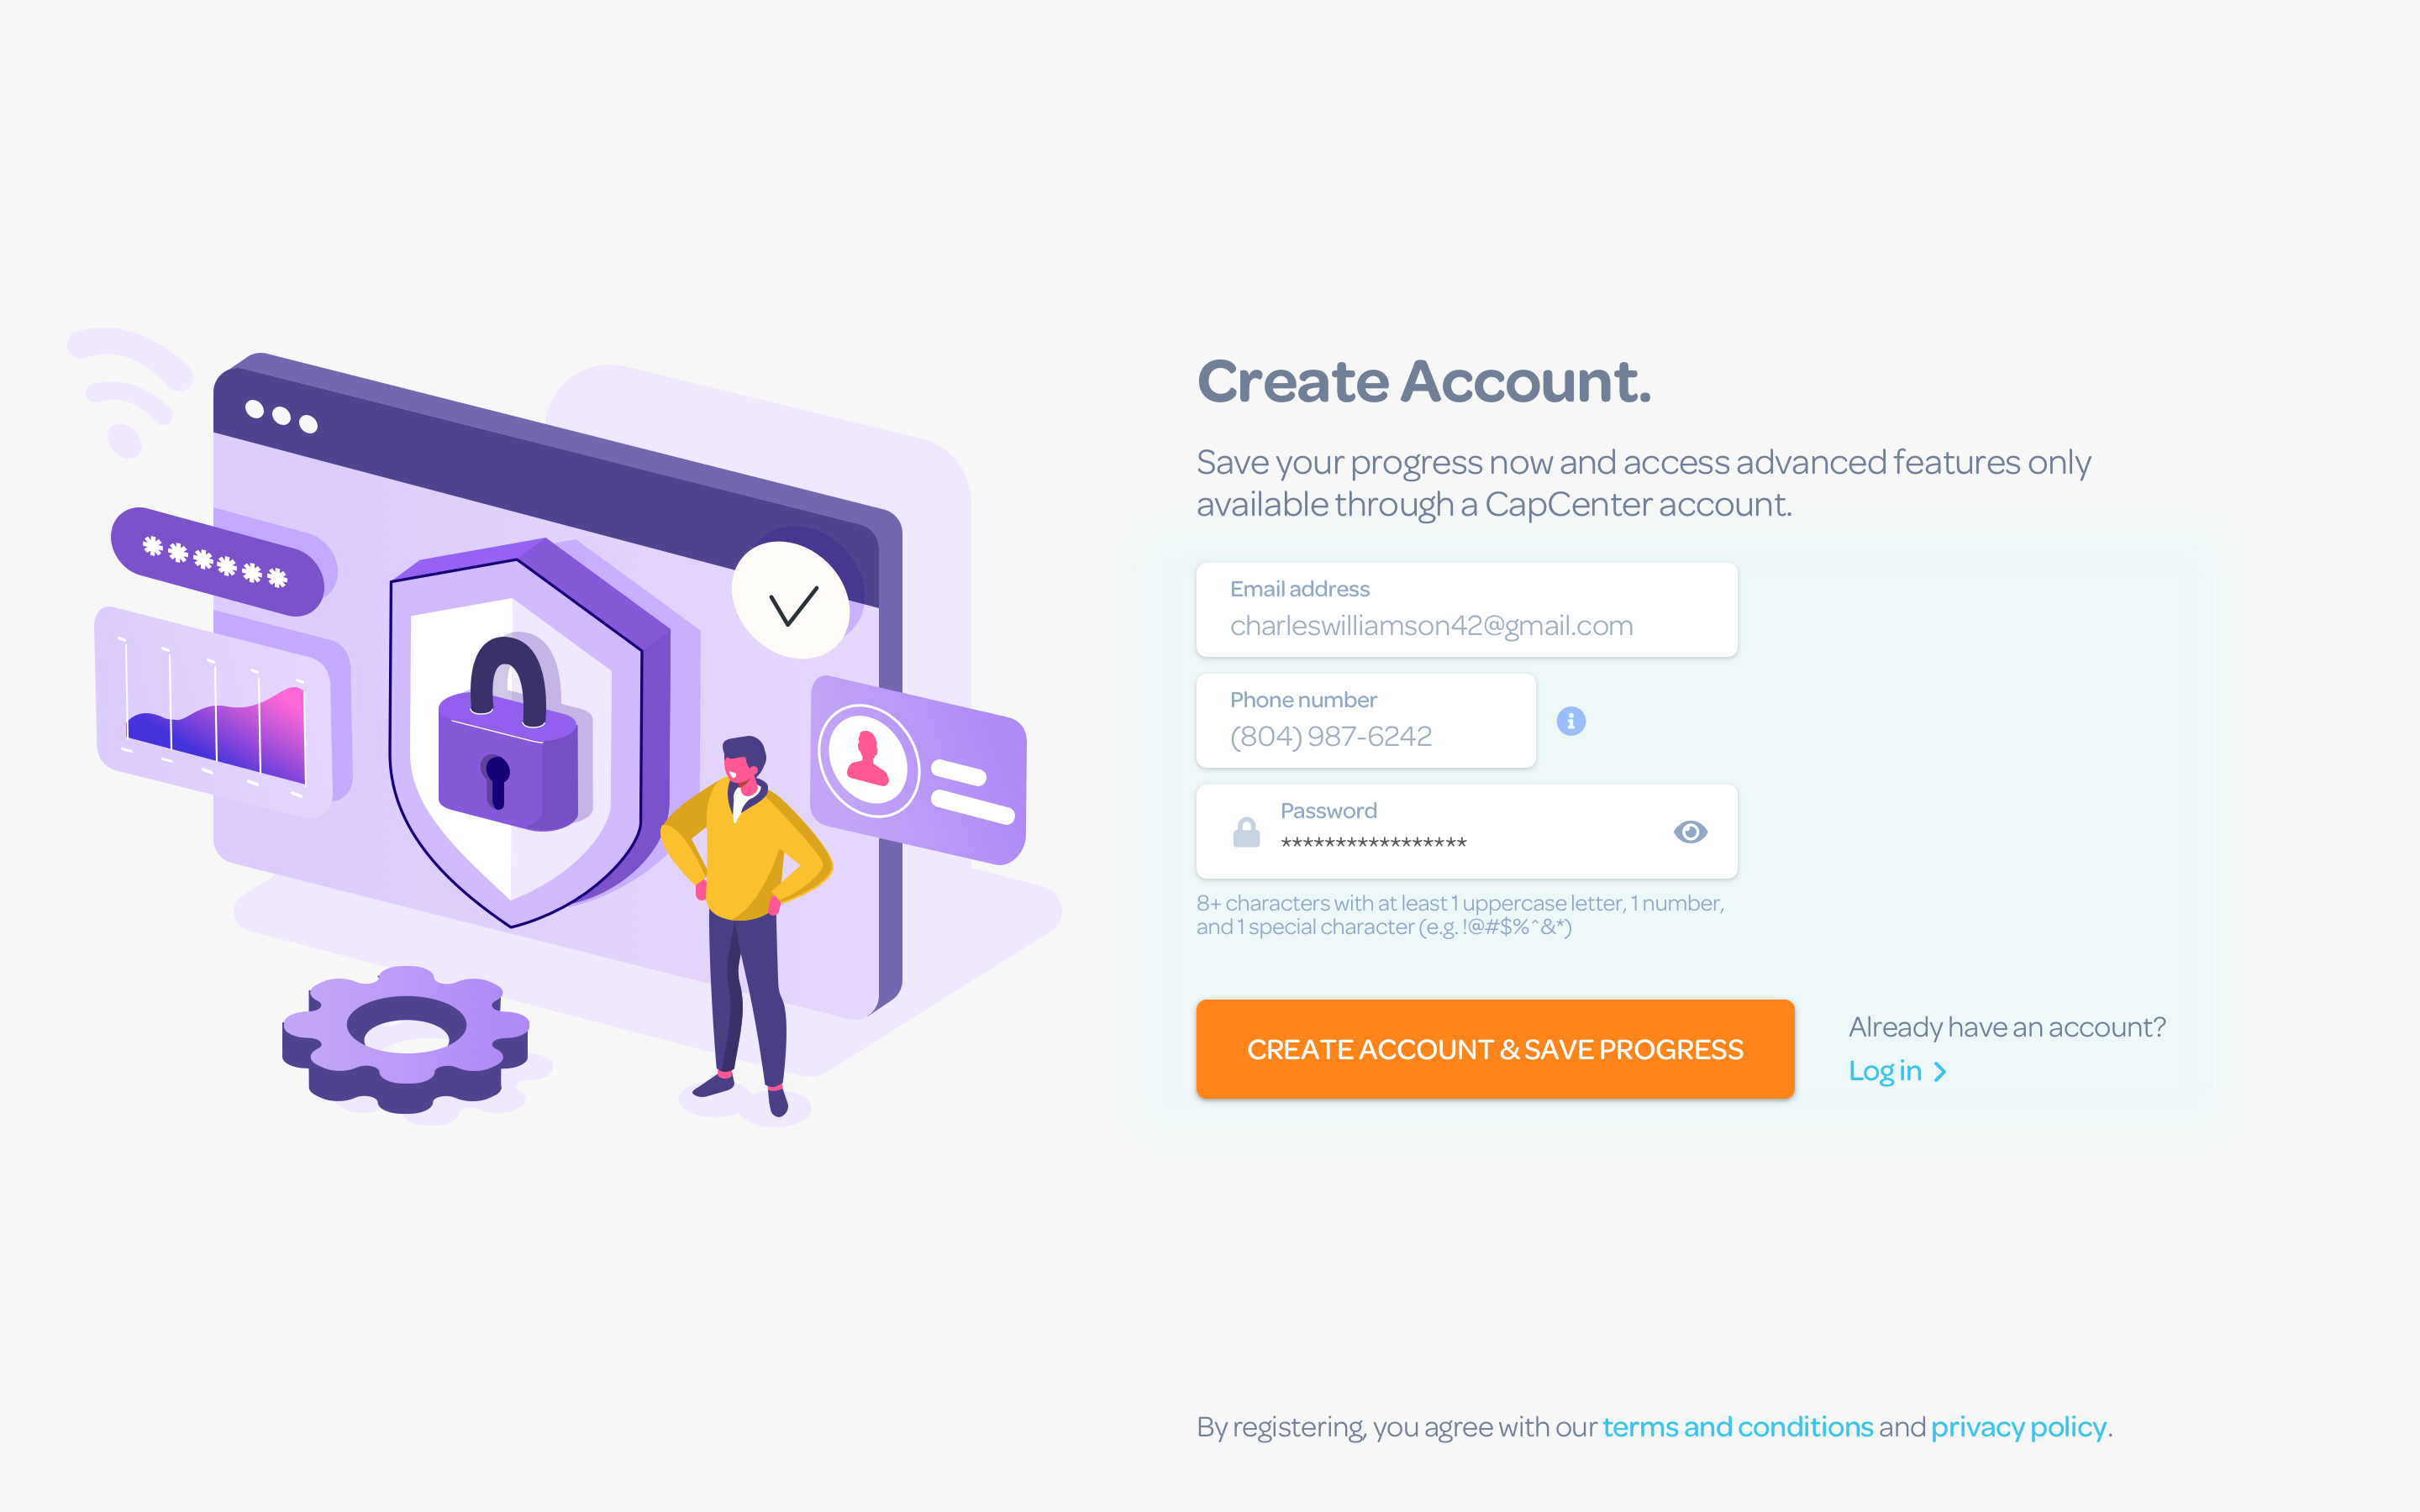 Create Account.
Save your progress now and access advanced features only
available through a CapCenter account.
Email address
charleswilliamson42@gmail.com
Phone number
(804) 987-6242
Password
*****************
8+ characters with at least 1 uppercase letter, 1 number,
and 1 special character (e.g. !@#$%^&*)
CREATE ACCOUNT & SAVE PROGRESS
Already have an account?
Log in
By registering, you agree with our terms and conditions and privacy policy.